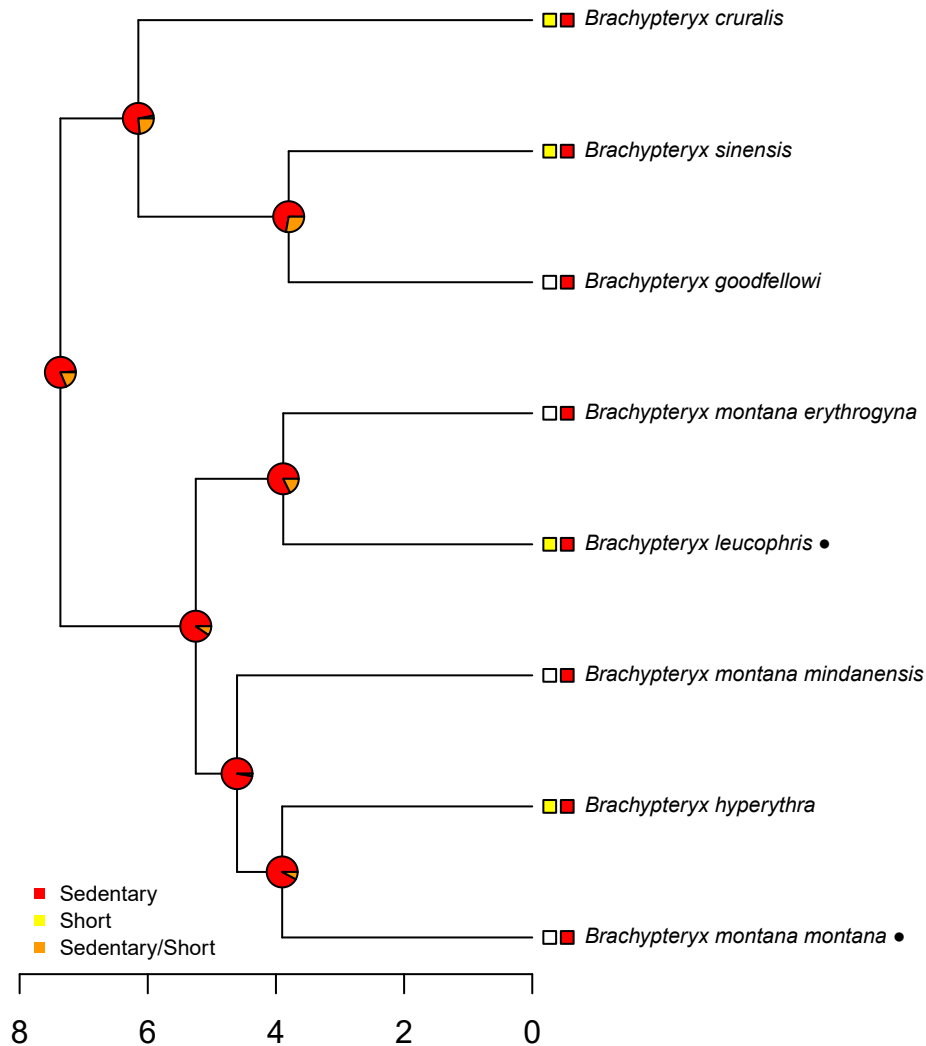 Brachypteryx cruralis
Brachypteryx sinensis
Brachypteryx goodfellowi
Brachypteryx montana erythrogyna
Brachypteryx leucophris ●
Brachypteryx montana mindanensis
Brachypteryx hyperythra
Brachypteryx montana montana ●
Sedentary
Short
Sedentary/Short
8 6 4 2 0